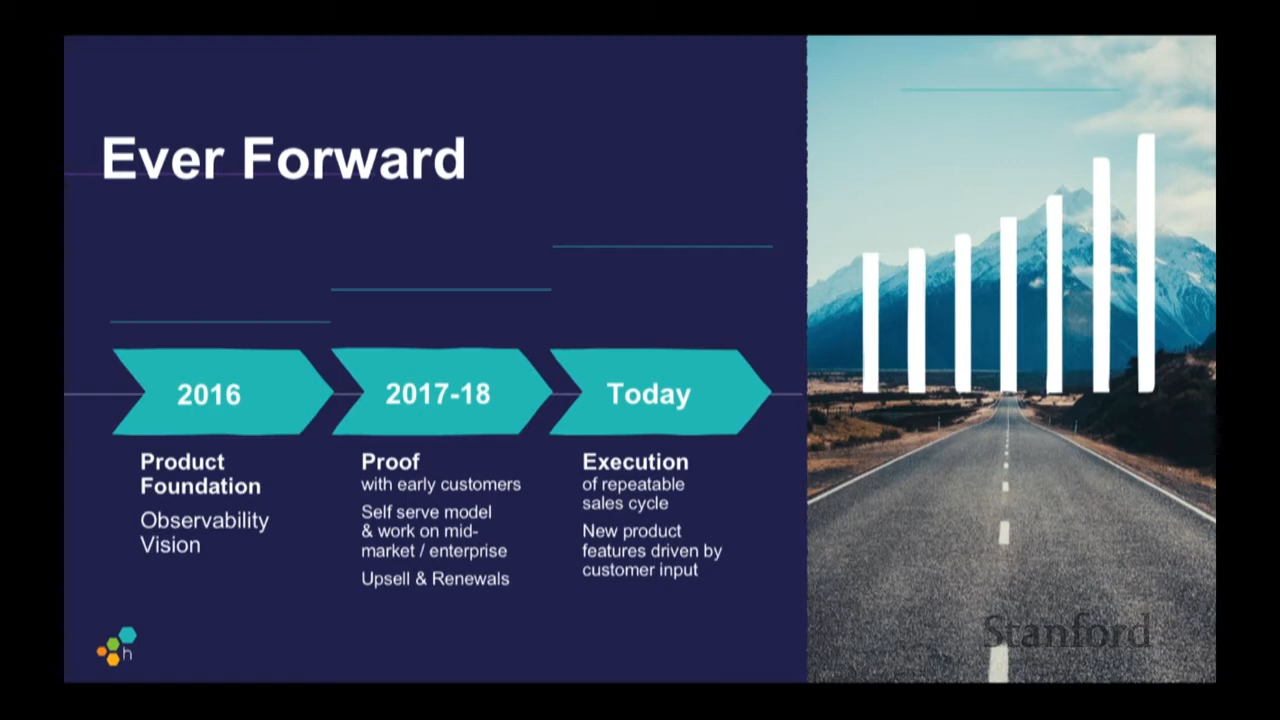 Ever Forward
2016
2017-18
Today
Product
Foundation
Observability
Vision
Proof
with early customers
Self serve model
& work on mid-
market / enterprise
Upsell & Renewals
Execution
of repeatable
sales cycle
New product
features driven by
customer input
h
Stanford